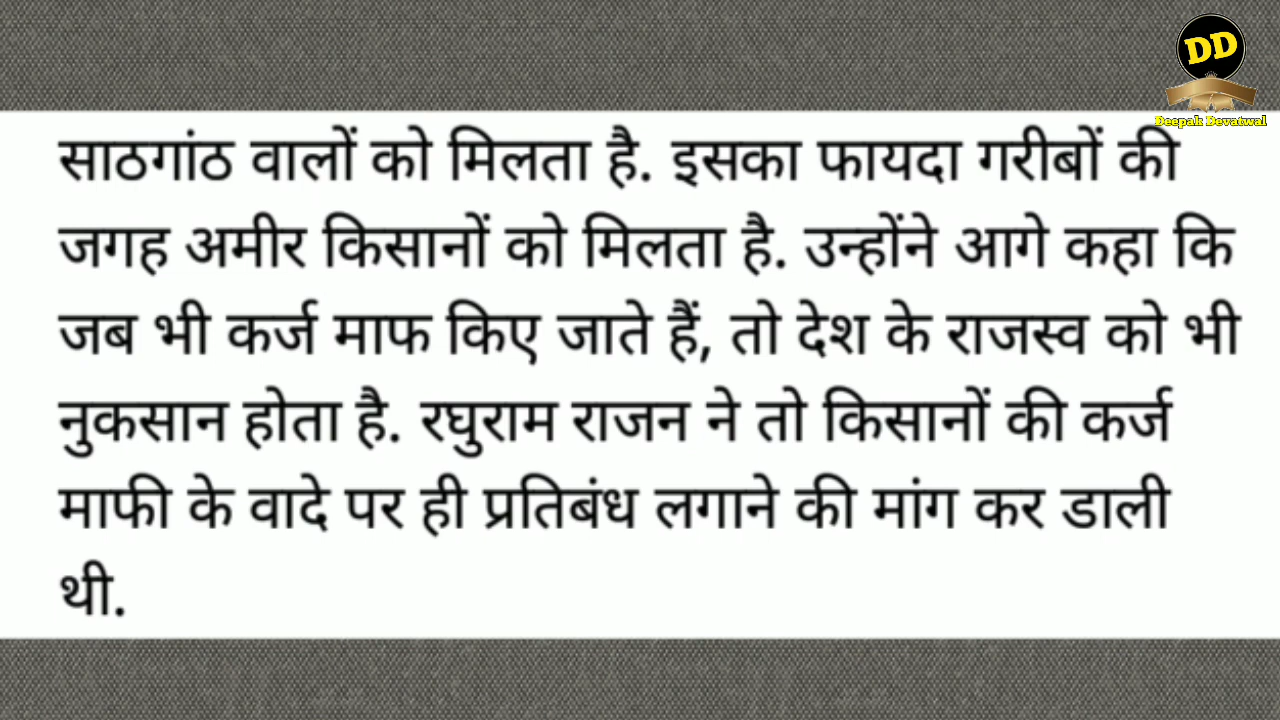 DD
Deepak Devatwal
साठगांठ वालों को मिलता है. इसका फायदा गरीबों की
जगह अमीर किसानों को मिलता है. उन्होंने आगे कहा कि
जब भी कर्ज माफ किए जाते हैं, तो देश के राजस्व को भी
नुकसान होता है. रघुराम राजन ने तो किसानों की कर्ज
माफी के वादे पर ही प्रतिबंध लगाने की मांग कर डाली
थी.